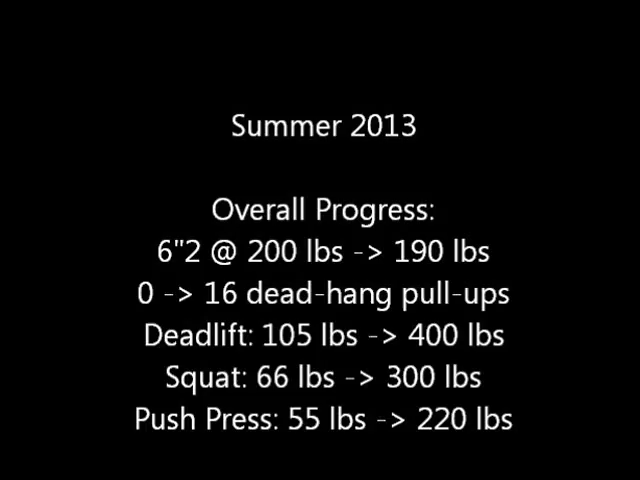 Summer 2013
Overall Progress:
6"2 @ 200 lbs -> 190 lbs
0 -> 16 dead-hang pull-ups
Deadlift: 105 lbs -> 400 lbs
Squat: 66 lbs -> 300 lbs
Push Press: 55 lbs -> 220 lbs